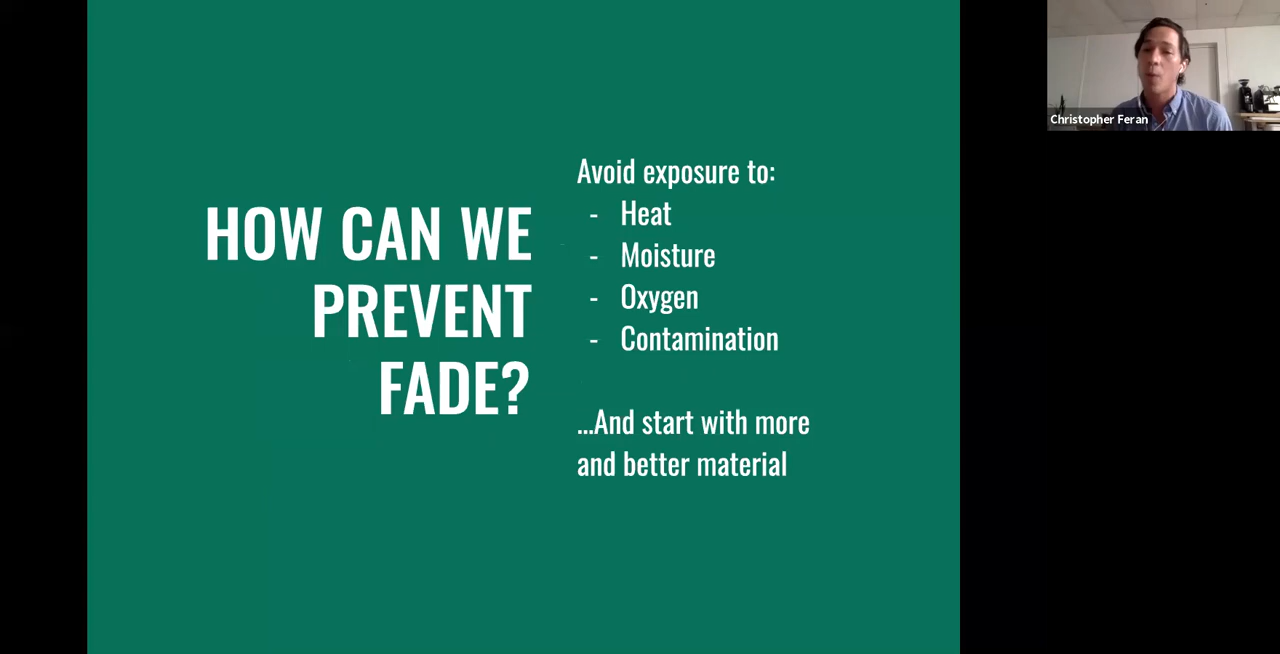 HOW CAN WE
PREVENT
FADE?
Avoid exposure to:
- Heat
- Moisture
- Oxygen
- Contamination
...And start with more
and better material
Christopher Feran